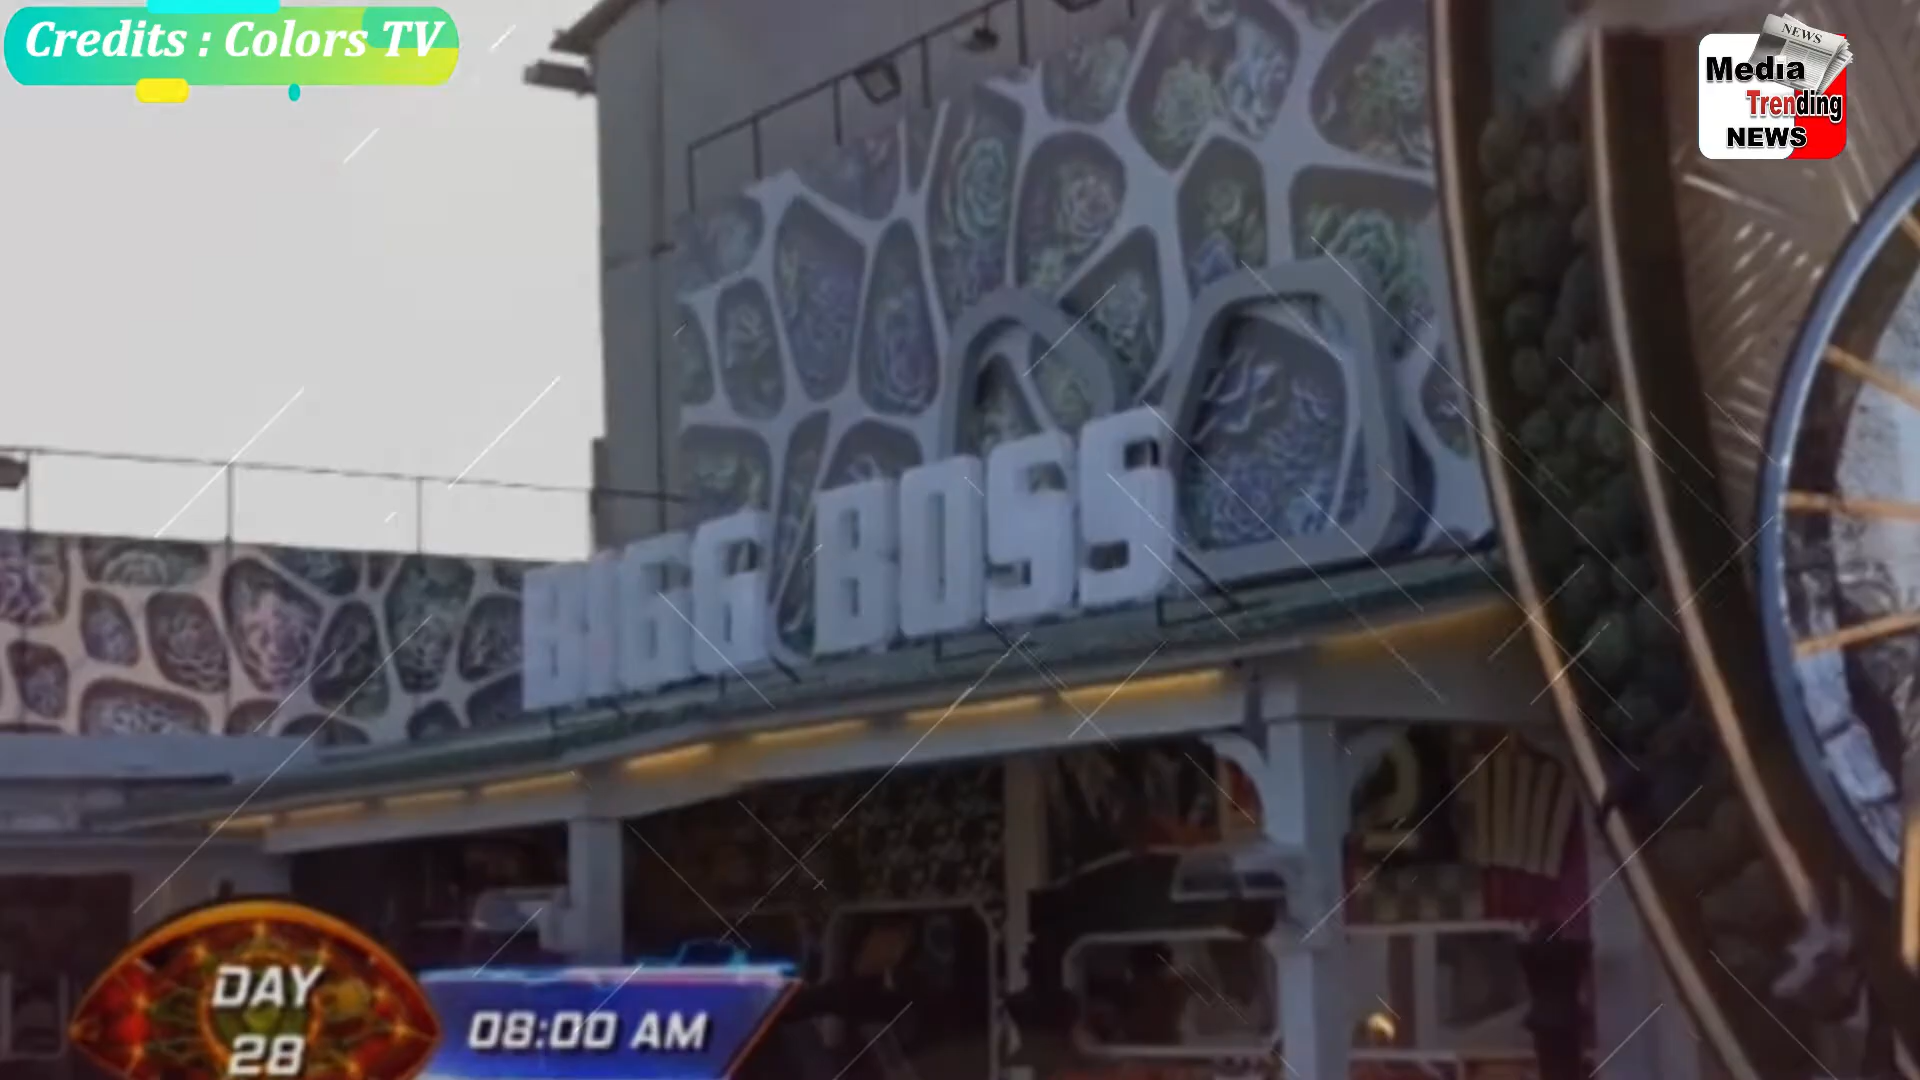 Credits : Colors TV
NEWS
Media
Trending
NEWS
BIGG BOSS
DAY
28
08:00 AM